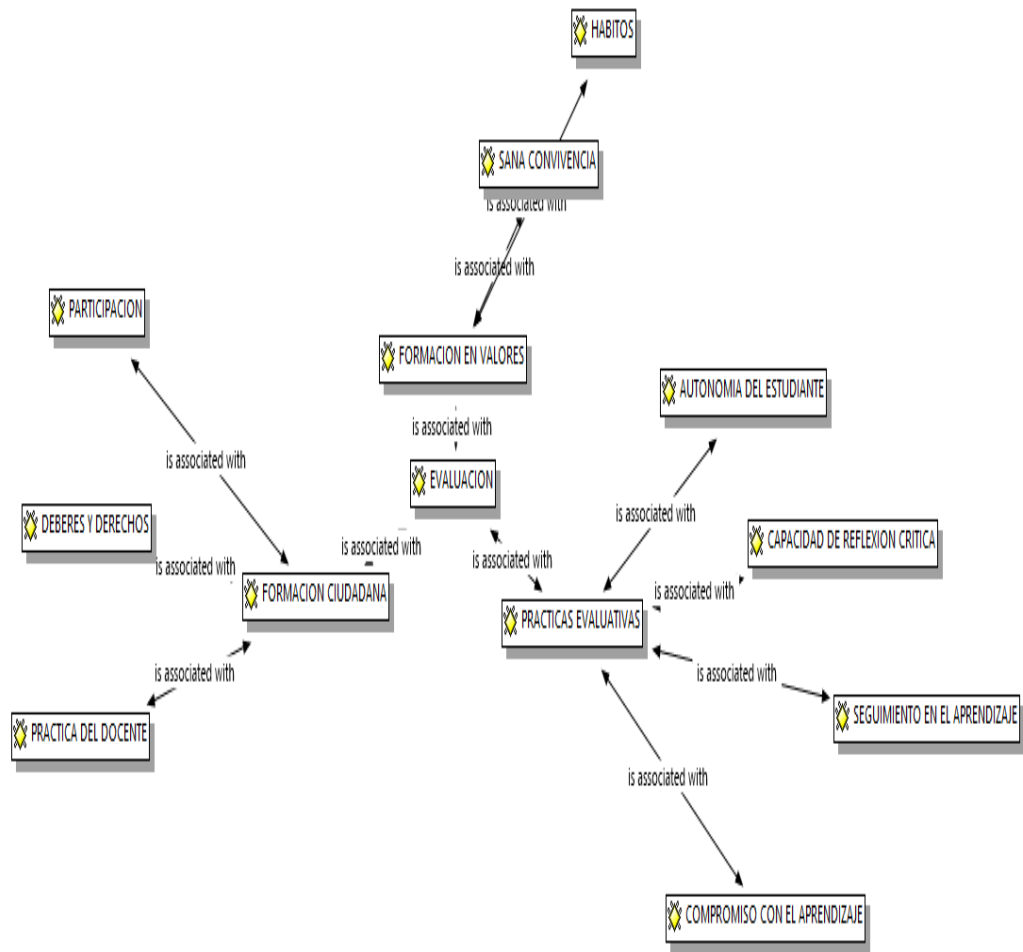 HABITOS
SANA CONVIVENCIA
is associated with
is associated with
PARTICIPACION
FORMACION EN VALORES
AUTONOMIA DEL ESTUDIANTE
is associated with
is associated with
EVALUACION
is associated with
DEBERES Y DERECHOS
CAPACIDAD DE REFLEXION CRITICA
is associated with
is associated with
is associated with
is associated with
FORMACION CIUDADANA
PRACTICAS EVALUATIVAS
is associated with
is associated with
PRACTICA DEL DOCENTE
SEGUIMIENTO EN EL APRENDIZAJE
is associated with
COMPROMISO CON EL APRENDIZAJE